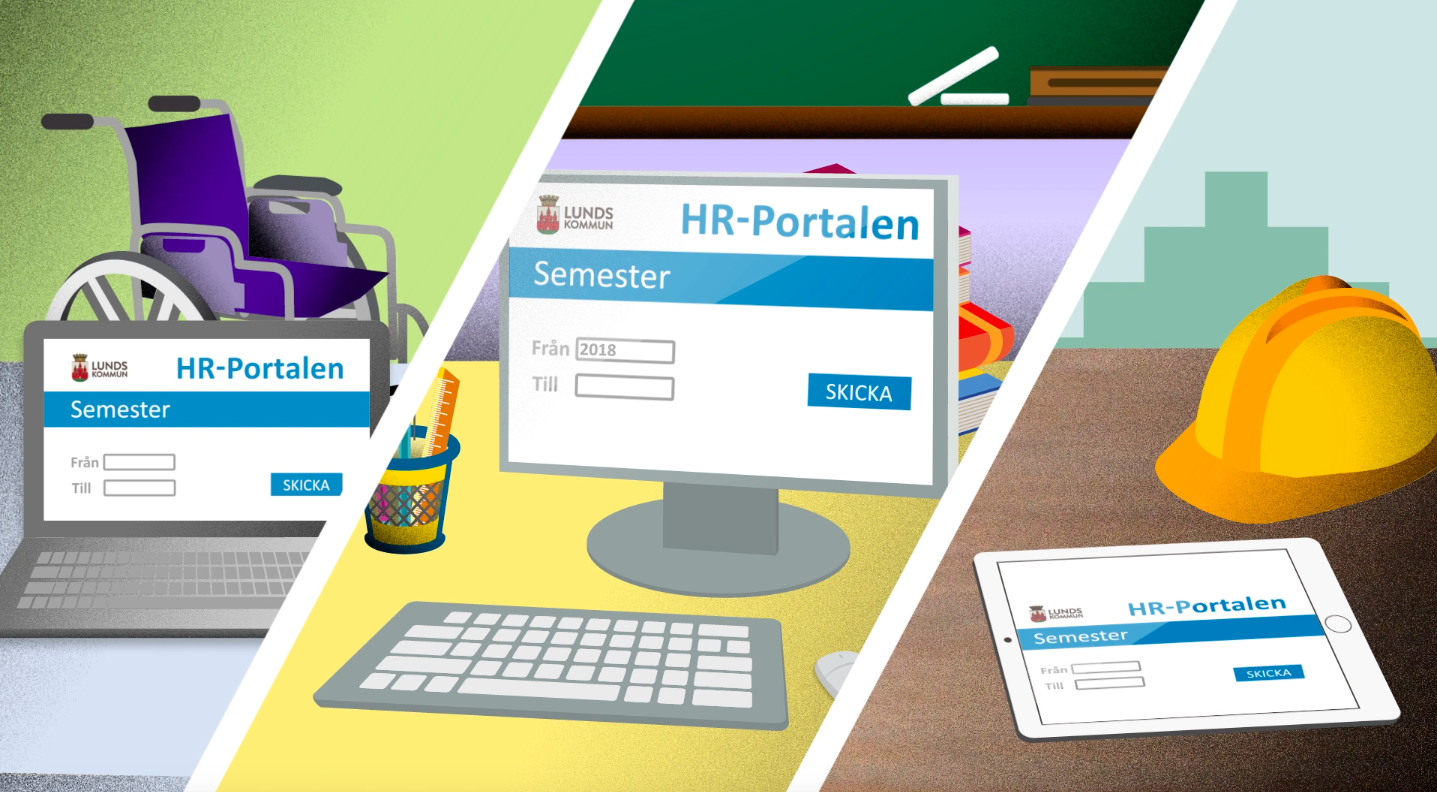 LUNDS
KOMMUN
HR-Portalen
Semester
Från
Till
SKICKA
LUNDS
KOMMUN
HR-Portalen
Semester
Från 2018
Till
SKICKA
LUNDS
KOMMUN
HR-Portalen
Semester
Från
Till
SKICKA